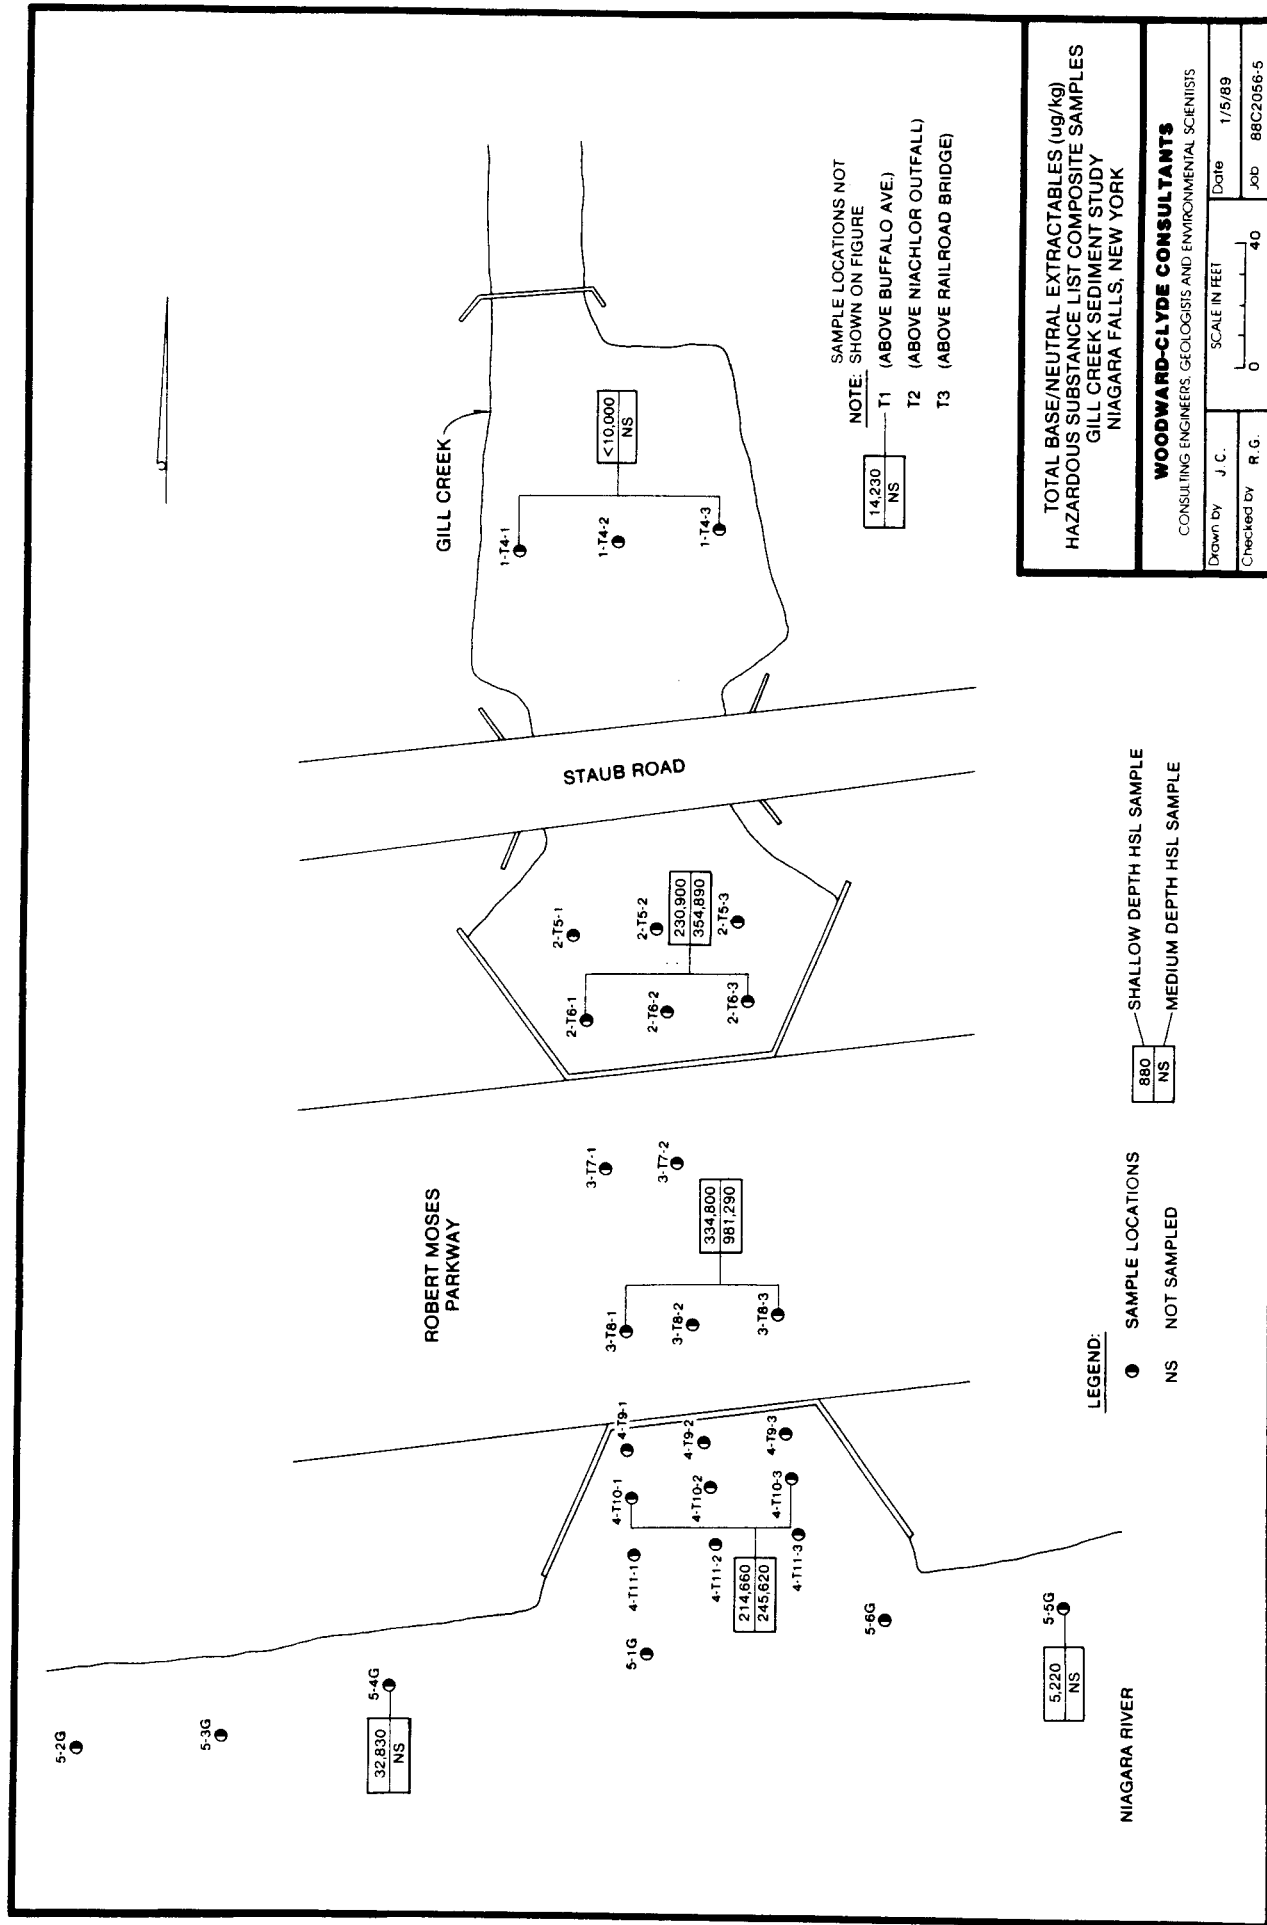 GILL CREEK
1-T4-1
1-T4-2
1-T4-3
<10,000
NS
SAMPLE LOCATIONS NOT
NOTE: SHOWN ON FIGURE
14,230
NS
T1 (ABOVE BUFFALO AVE.)
T2 (ABOVE NIACHLOR OUTFALL)
T3 (ABOVE RAILROAD BRIDGE)
STAUB ROAD
2-T5-1
2-T5-2
2-T5-3
230,900
354,890
2-T6-1
2-T6-2
2-T6-3
ROBERT MOSES
PARKWAY
3-T7-1
3-T7-2
334,800
981,290
3-T8-1
3-T8-2
3-T8-3
4-T9-1
4-T9-2
4-T9-3
4-T10-1
4-T10-2
4-T10-3
4-T11-1
4-T11-2
4-T11-3
214,660
245,620
5-1G
5-2G
5-3G
5-4G
32,830
NS
5-6G
5-5G
5,220
NS
NIAGARA RIVER
LEGEND:
SAMPLE LOCATIONS
NS NOT SAMPLED
880
NS
SHALLOW DEPTH HSL SAMPLE
MEDIUM DEPTH HSL SAMPLE
TOTAL BASE/NEUTRAL EXTRACTABLES (ug/kg)
HAZARDOUS SUBSTANCE LIST COMPOSITE SAMPLES
GILL CREEK SEDIMENT STUDY
NIAGARA FALLS, NEW YORK
WOODWARD-CLYDE CONSULTANTS
CONSULTING ENGINEERS, GEOLOGISTS AND ENVIRONMENTAL SCIENTISTS
Drawn by J.C.
Checked by R.G.
SCALE IN FEET
0 40
Date 1/5/89
Job 88C2056-5